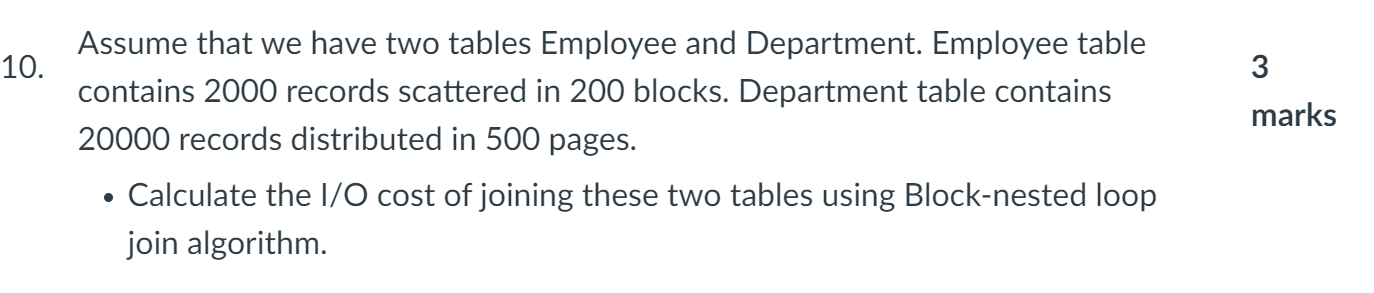 10.
Assume that we have two tables Employee and Department. Employee table
contains 2000 records scattered in 200 blocks. Department table contains
20000 records distributed in 500 pages.
• Calculate the I/O cost of joining these two tables using Block-nested loop
join algorithm.
3
marks